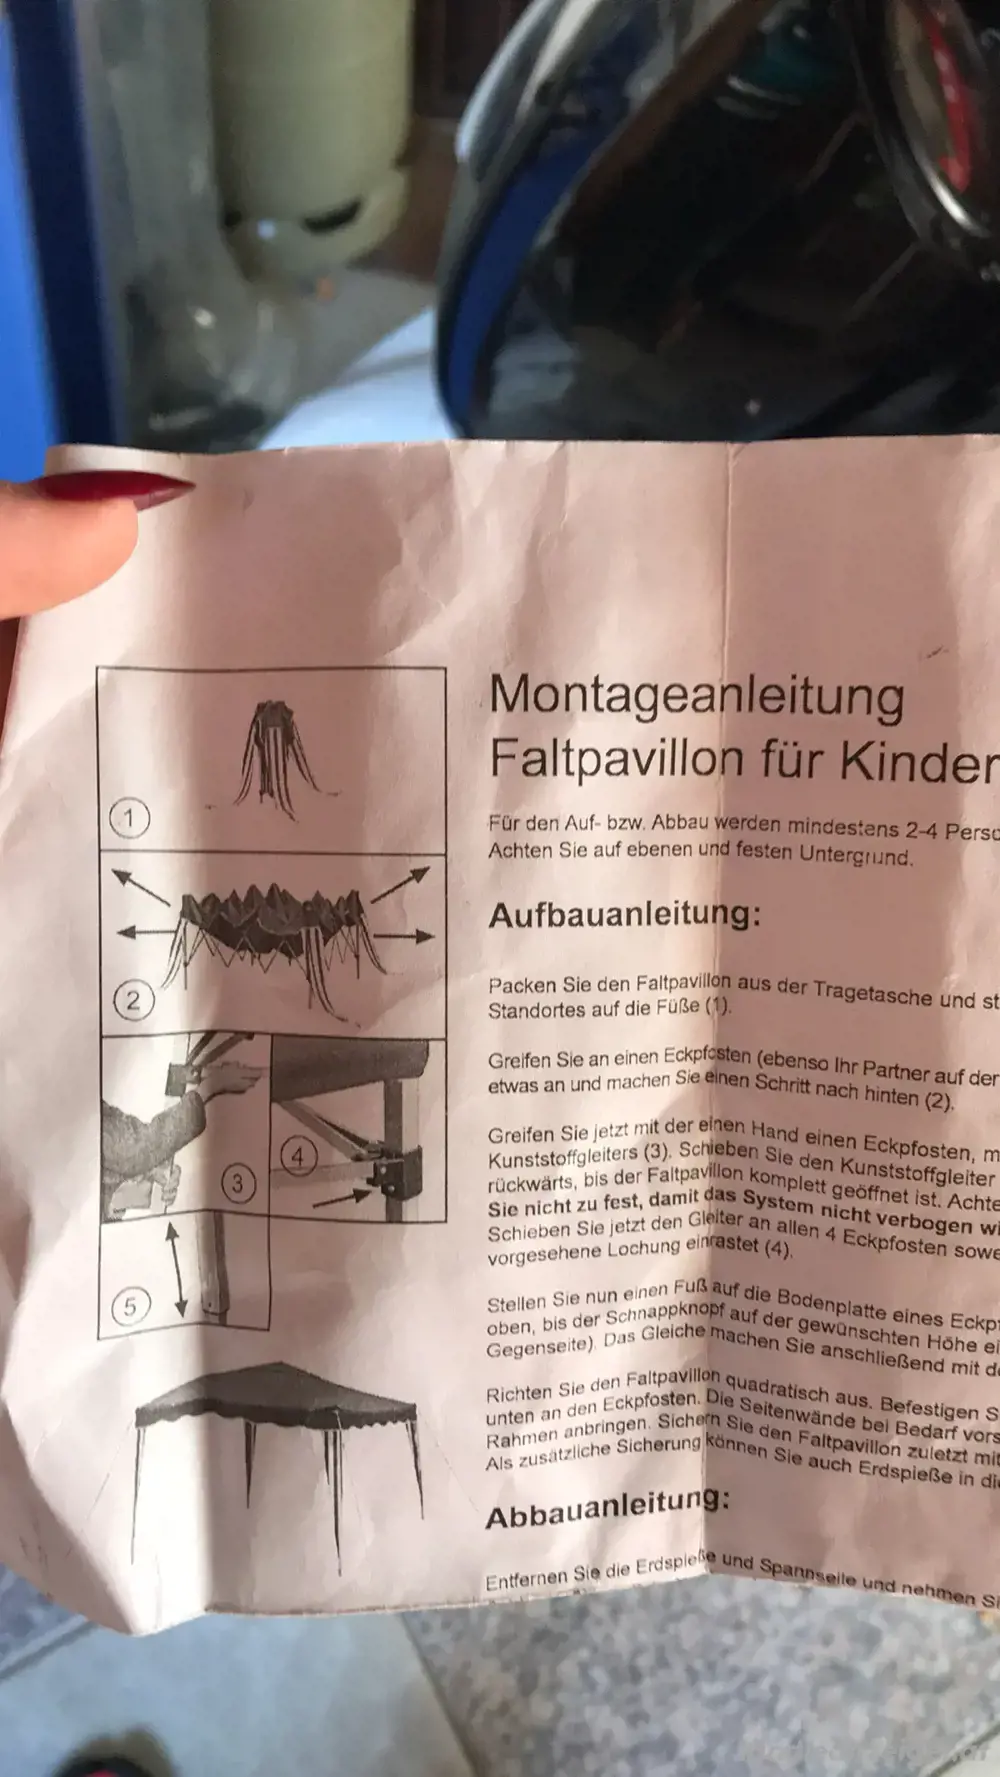 Montageanleitung
Faltpavillon für Kinder
Für den Auf- bzw. Abbau werden mindestens 2-4 Perso
Achten Sie auf ebenen und festen Untergrund.
Aufbauanleitung:
Packen Sie den Faltpavillon aus der Tragetasche und st
Standortes auf die Füße (1).
Greifen Sie an einen Eckpfosten (ebenso Ihr Partner auf der
etwas an und machen Sie einen Schritt nach hinten (2).
Greifen Sie jetzt mit der einen Hand einen Eckpfosten, m
Kunststoffgleiters (3). Schieben Sie den Kunststoffgleiter
rückwärts, bis der Faltpavillon komplett geöffnet ist. Achte
Sie nicht zu fest, damit das System nicht verbogen wi
Schieben Sie jetzt den Gleiter an allen 4 Eckpfosten sowe
vorgesehene Lochung einrastet (4).
Stellen Sie nun einen Fuß auf die Bodenplatte eines Eckpf
oben, bis der Schnappknopf auf der gewünschten Höhe ei
Gegenseite). Das Gleiche machen Sie anschließend mit de
Richten Sie den Faltpavillon quadratisch aus. Befestigen S
unten an den Eckpfosten. Die Seitenwände bei Bedarf vors
Rahmen anbringen. Sichern Sie den Faltpavillon zuletzt mit
Als zusätzliche Sicherung können Sie auch Erdspieße in die
Abbauanleitung:
Entfernen Sie die Erdspieße und Spannseile und nehmen Si
1
2
3
4
5